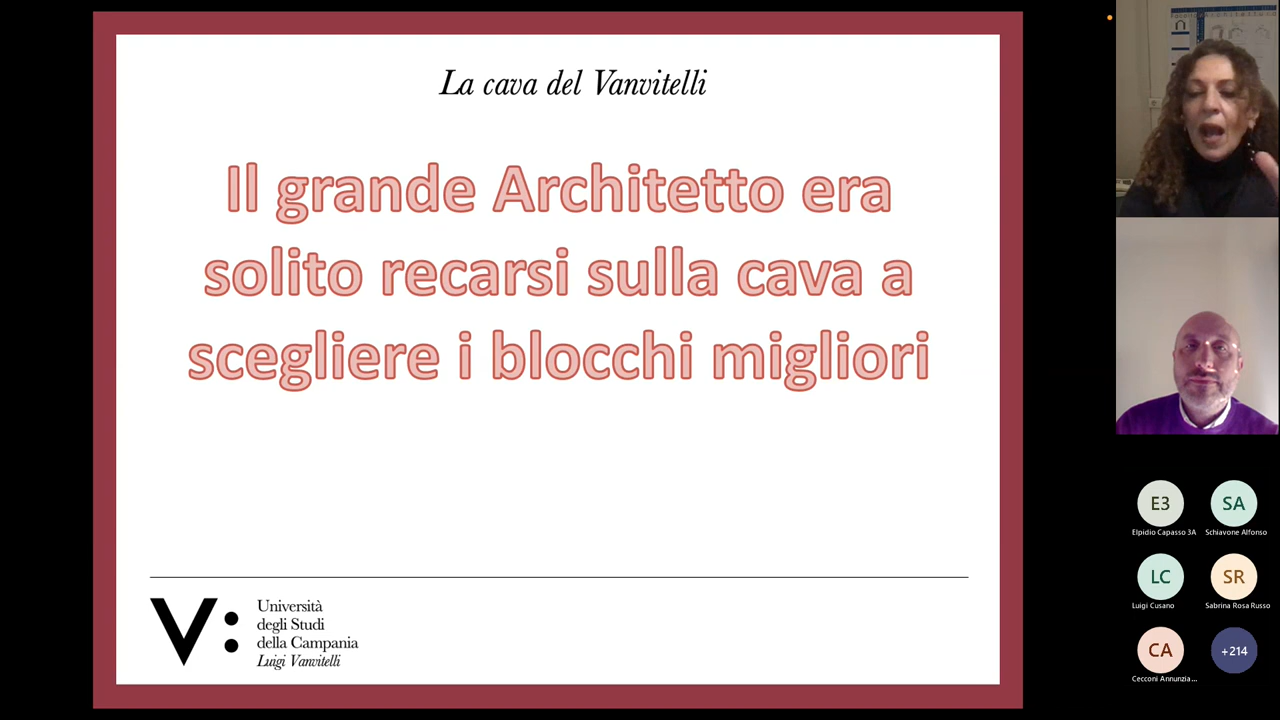 La cava del Vanvitelli
Il grande Architetto era
solito recarsi sulla cava a
scegliere i blocchi migliori
V:
Università
degli Studi
della Campania
Luigi Vanvitelli
E3
SA
Elpidio Capasso 3A
Schiavone Alfonso
LC
SR
Luigi Cusano
Sabrina Rosa Russo
CA
+214
Cecconi Annunzia...